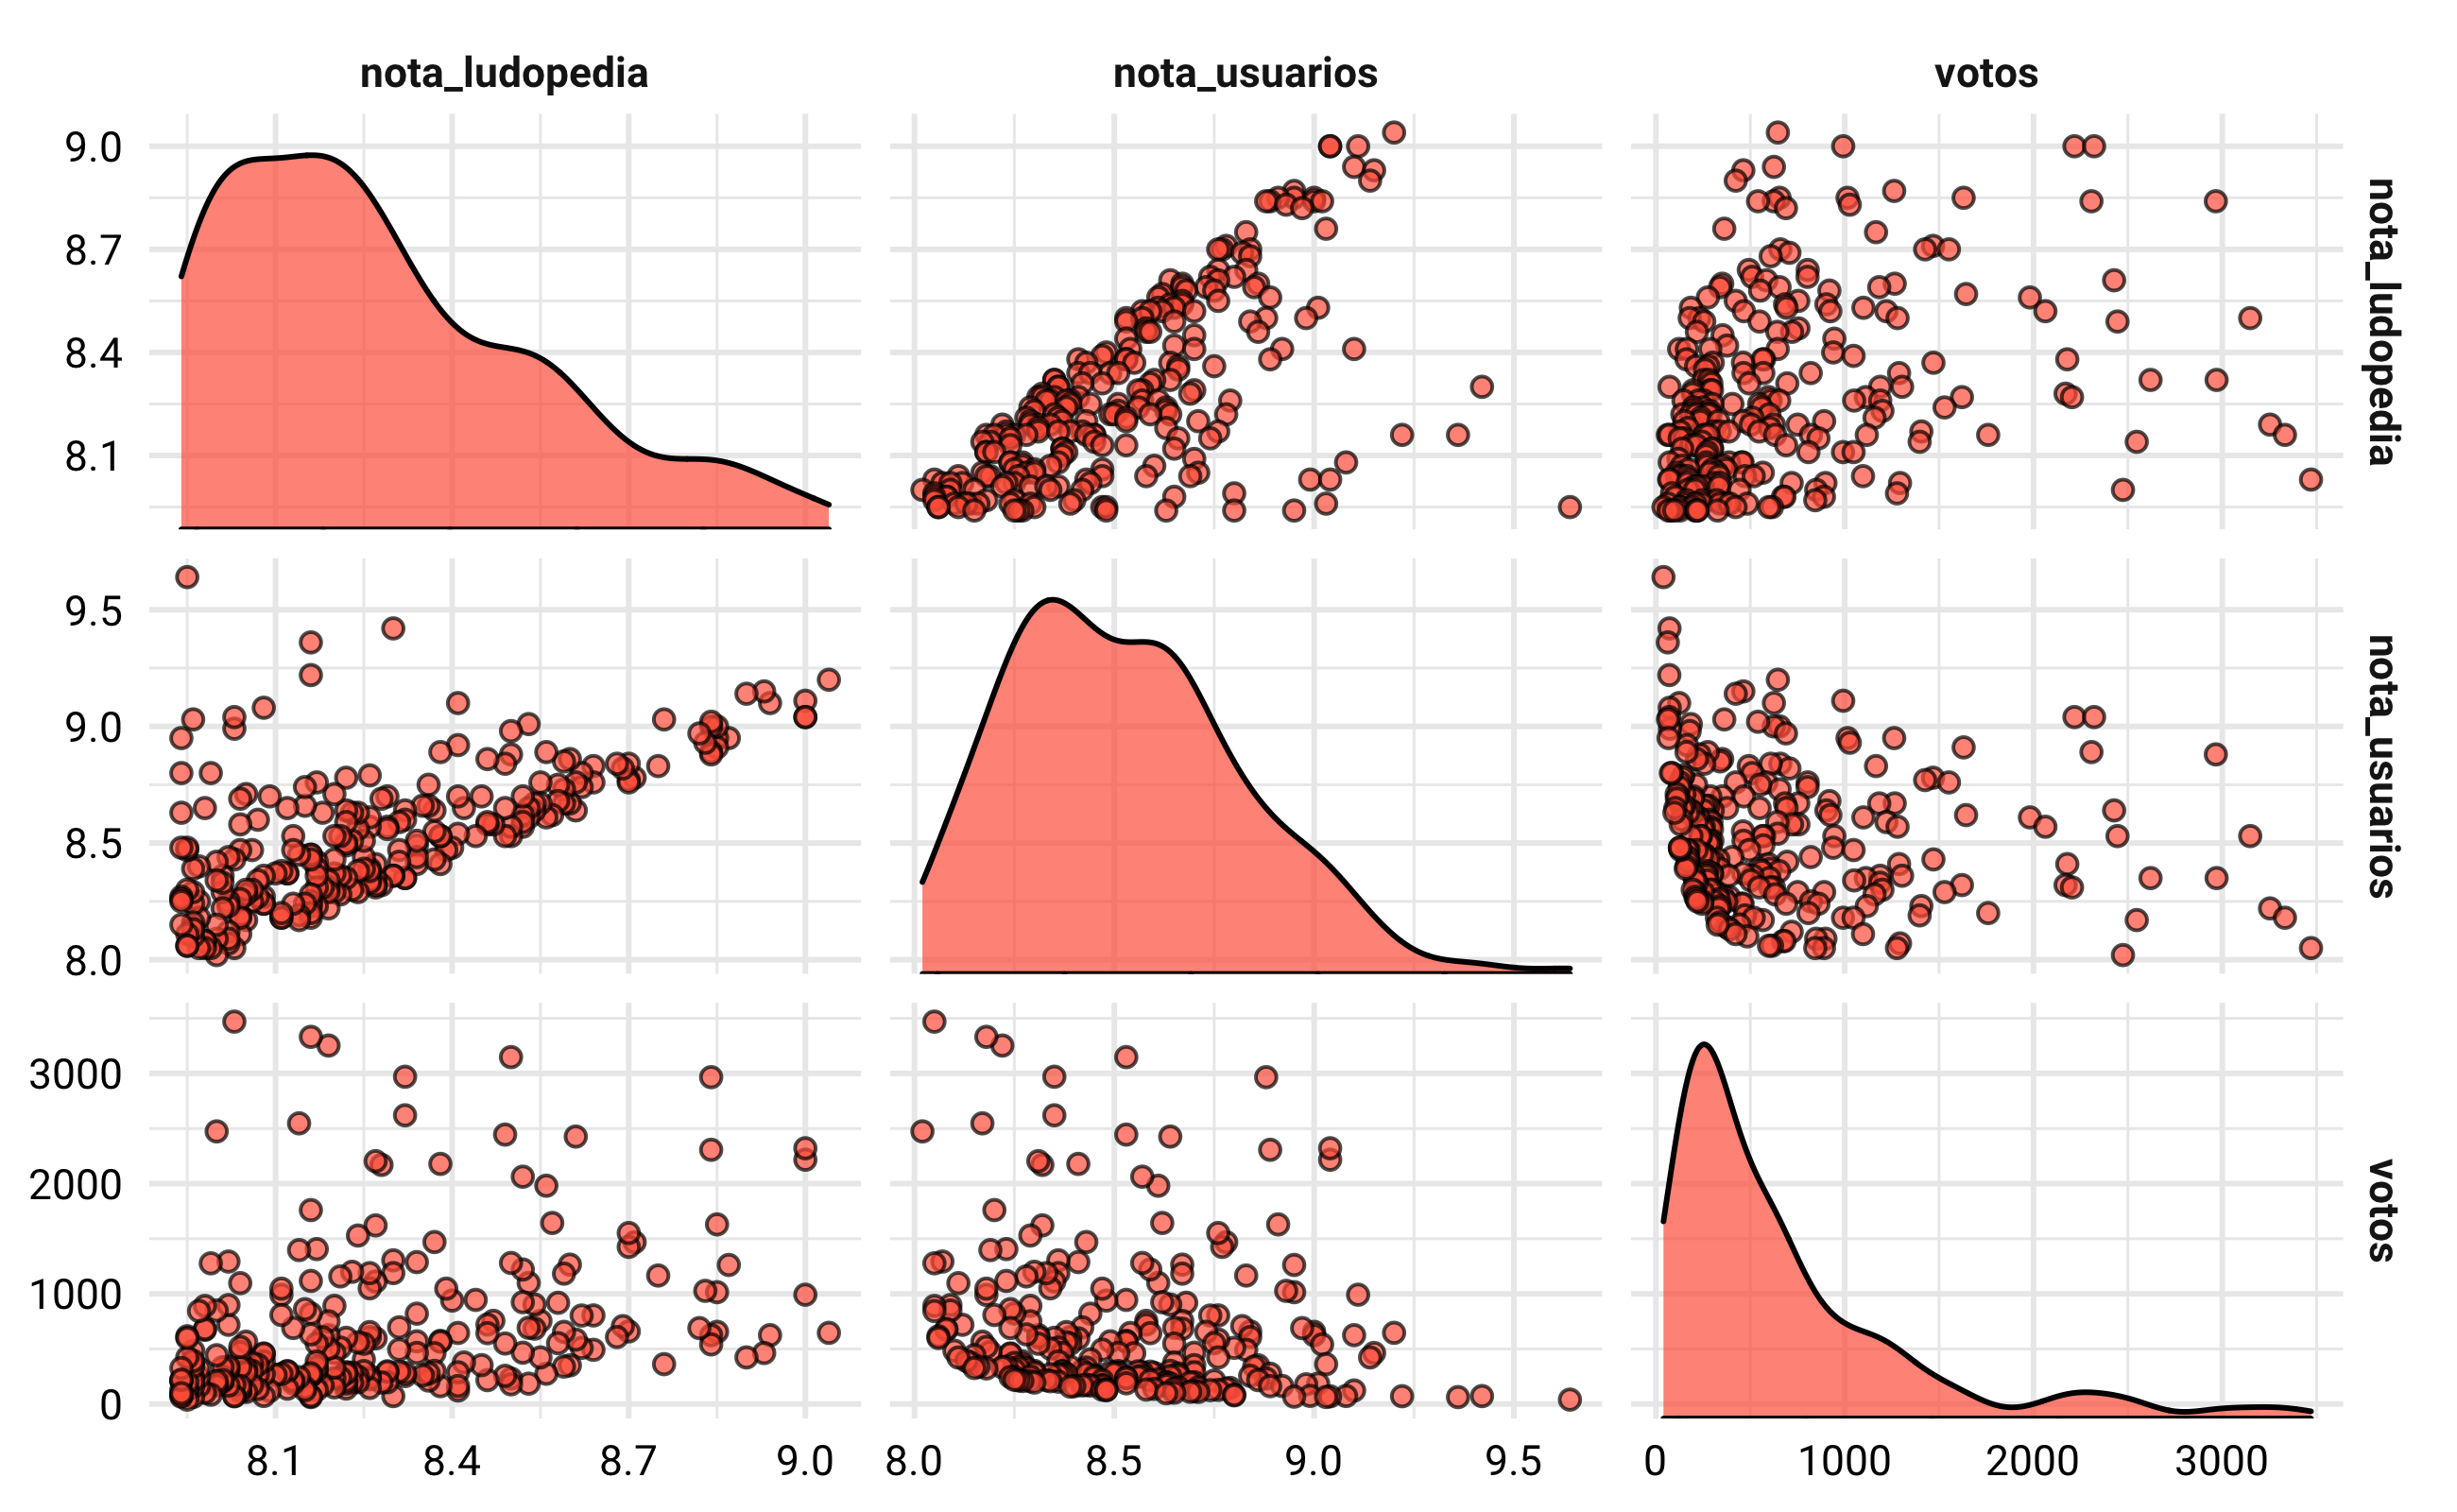 nota_ludopedia nota_usuarios votos
9.0
8.7
8.4
8.1
nota_ludopedia
9.5
9.0
8.5
8.0
nota_usuarios
3000
2000
1000
0
votos
8.1 8.4 8.7 9.0 8.0 8.5 9.0 9.5 0 1000 2000 3000